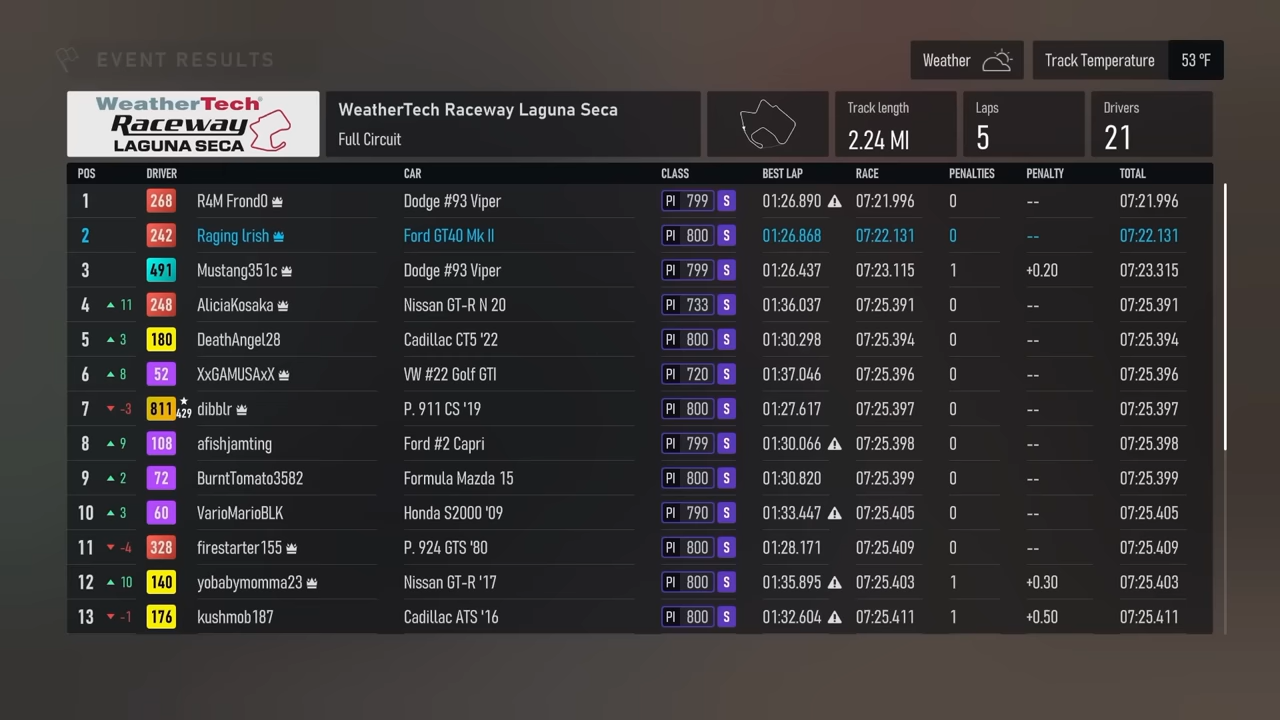 EVENT RESULTS
Weather Track Temperature 53 °F
WeatherTech Raceway LAGUNA SECA
WeatherTech Raceway Laguna Seca
Full Circuit
Track length 2.24 MI
Laps 5
Drivers 21
POS DRIVER CAR CLASS BEST LAP RACE PENALTIES PENALTY TOTAL
1 268 R4M Frond0 Dodge #93 Viper PI 799 S 01:26.890 07:21.996 0 -- 07:21.996
2 242 Raging lrish Ford GT40 Mk II PI 800 S 01:26.868 07:22.131 0 -- 07:22.131
3 491 Mustang351c Dodge #93 Viper PI 799 S 01:26.437 07:23.115 1 +0.20 07:23.315
4 ▲ 11 248 AliciaKosaka Nissan GT-R N 20 PI 733 S 01:36.037 07:25.391 0 -- 07:25.391
5 ▲ 3 180 DeathAngel28 Cadillac CT5 '22 PI 800 S 01:30.298 07:25.394 0 -- 07:25.394
6 ▲ 8 52 XxGAMUSAxX VW #22 Golf GTI PI 720 S 01:37.046 07:25.396 0 -- 07:25.396
7 ▼ -3 811 429 dibblr P. 911 CS '19 PI 800 S 01:27.617 07:25.397 0 -- 07:25.397
8 ▲ 9 108 afishjamting Ford #2 Capri PI 799 S 01:30.066 07:25.398 0 -- 07:25.398
9 ▲ 2 72 BurntTomato3582 Formula Mazda 15 PI 800 S 01:30.820 07:25.399 0 -- 07:25.399
10 ▲ 3 60 VarioMarioBLK Honda S2000 '09 PI 790 S 01:33.447 07:25.405 0 -- 07:25.405
11 ▼ -4 328 firestarter155 P. 924 GTS '80 PI 800 S 01:28.171 07:25.409 0 -- 07:25.409
12 ▲ 10 140 yobabymomma23 Nissan GT-R '17 PI 800 S 01:35.895 07:25.403 1 +0.30 07:25.403
13 ▼ -1 176 kushmob187 Cadillac ATS '16 PI 800 S 01:32.604 07:25.411 1 +0.50 07:25.411